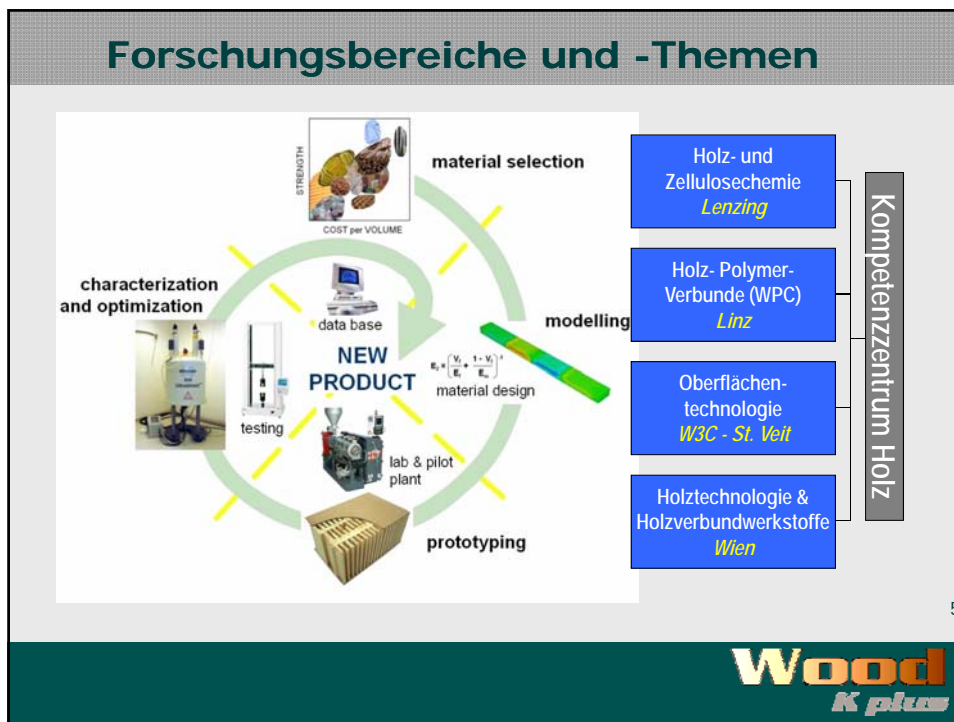 Forschungsbereiche und -Themen
STRENGTH
COST per VOLUME
material selection
characterization
and optimization
data base
modelling
NEW
PRODUCT
material design
testing
lab & pilot
plant
prototyping
Holz- und
Zellulosechemie
Lenzing
Holz- Polymer-
Verbunde (WPC)
Linz
Oberflächen-
technologie
W3C - St. Veit
Holztechnologie &
Holzverbundwerkstoffe
Wien
Kompetenzzentrum Holz
5
Wood
K plus